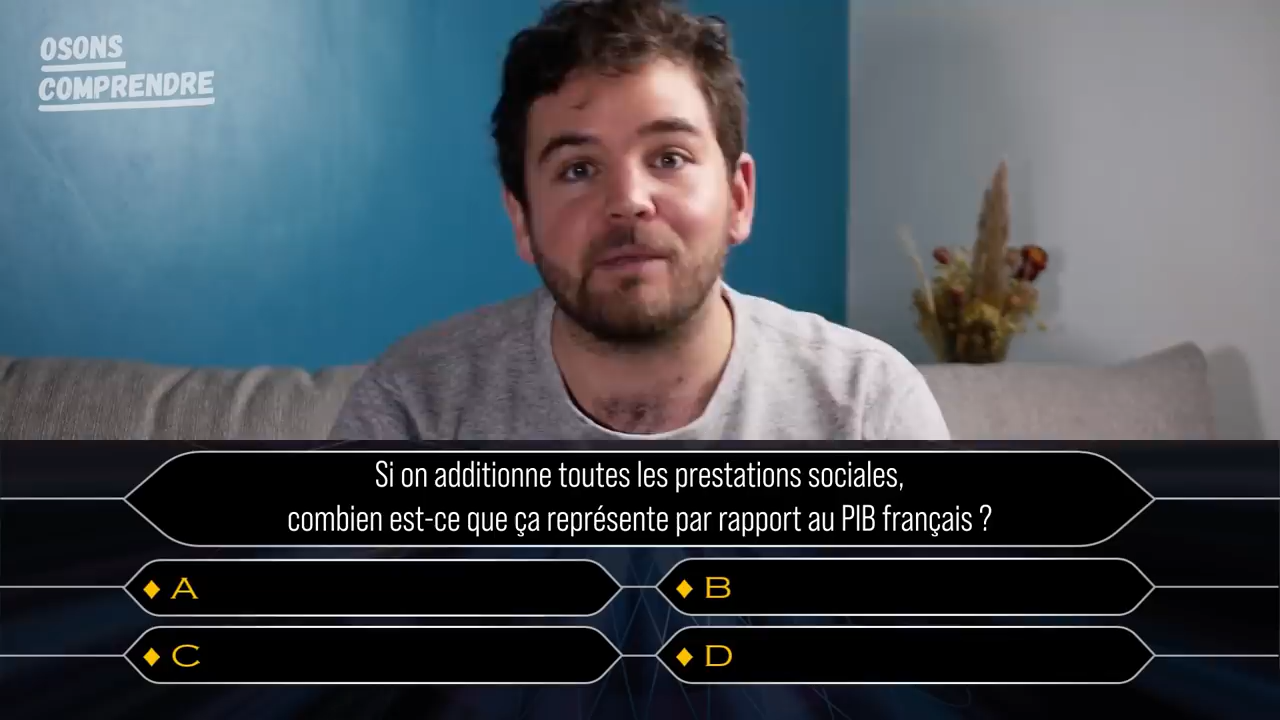 OSONS
COMPRENDRE
Si on additionne toutes les prestations sociales,
combien est-ce que ça représente par rapport au PIB français ?
A
B
C
D